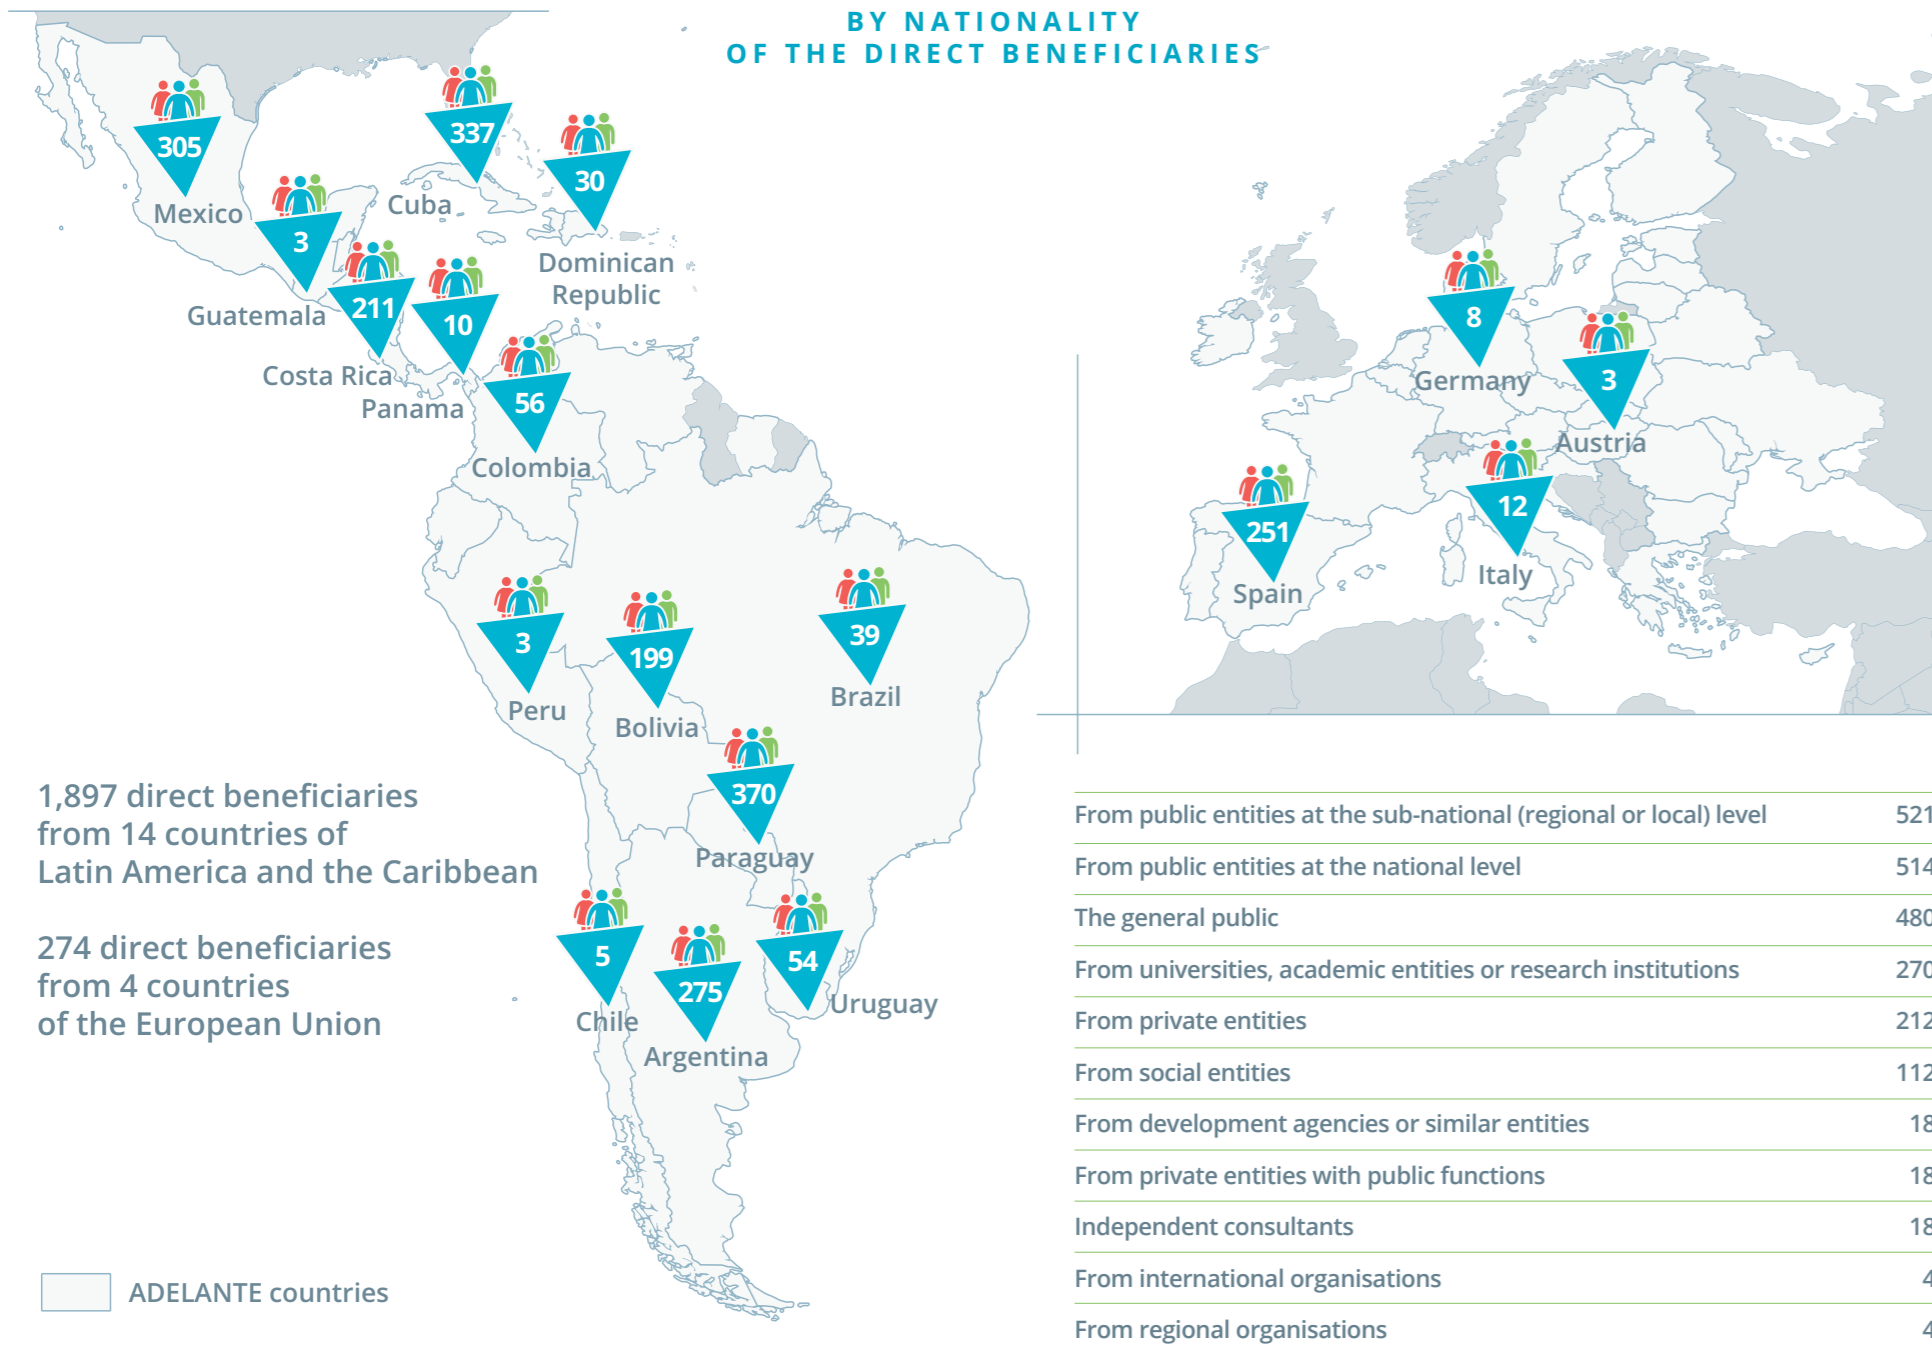 BY NATIONALITY
OF THE DIRECT BENEFICIARIES
305
Mexico
337
Cuba
30
Dominican
Republic
3
Guatemala
211
Costa Rica
10
Panama
56
Colombia
3
Peru
199
Bolivia
39
Brazil
370
Paraguay
5
Chile
275
Argentina
54
Uruguay
8
Germany
3
Austria
12
Italy
251
Spain
1,897 direct beneficiaries
from 14 countries of
Latin America and the Caribbean
274 direct beneficiaries
from 4 countries
of the European Union
ADELANTE countries
From public entities at the sub-national (regional or local) level 521
From public entities at the national level 514
The general public 480
From universities, academic entities or research institutions 270
From private entities 212
From social entities 112
From development agencies or similar entities 18
From private entities with public functions 18
Independent consultants 18
From international organisations 4
From regional organisations 4